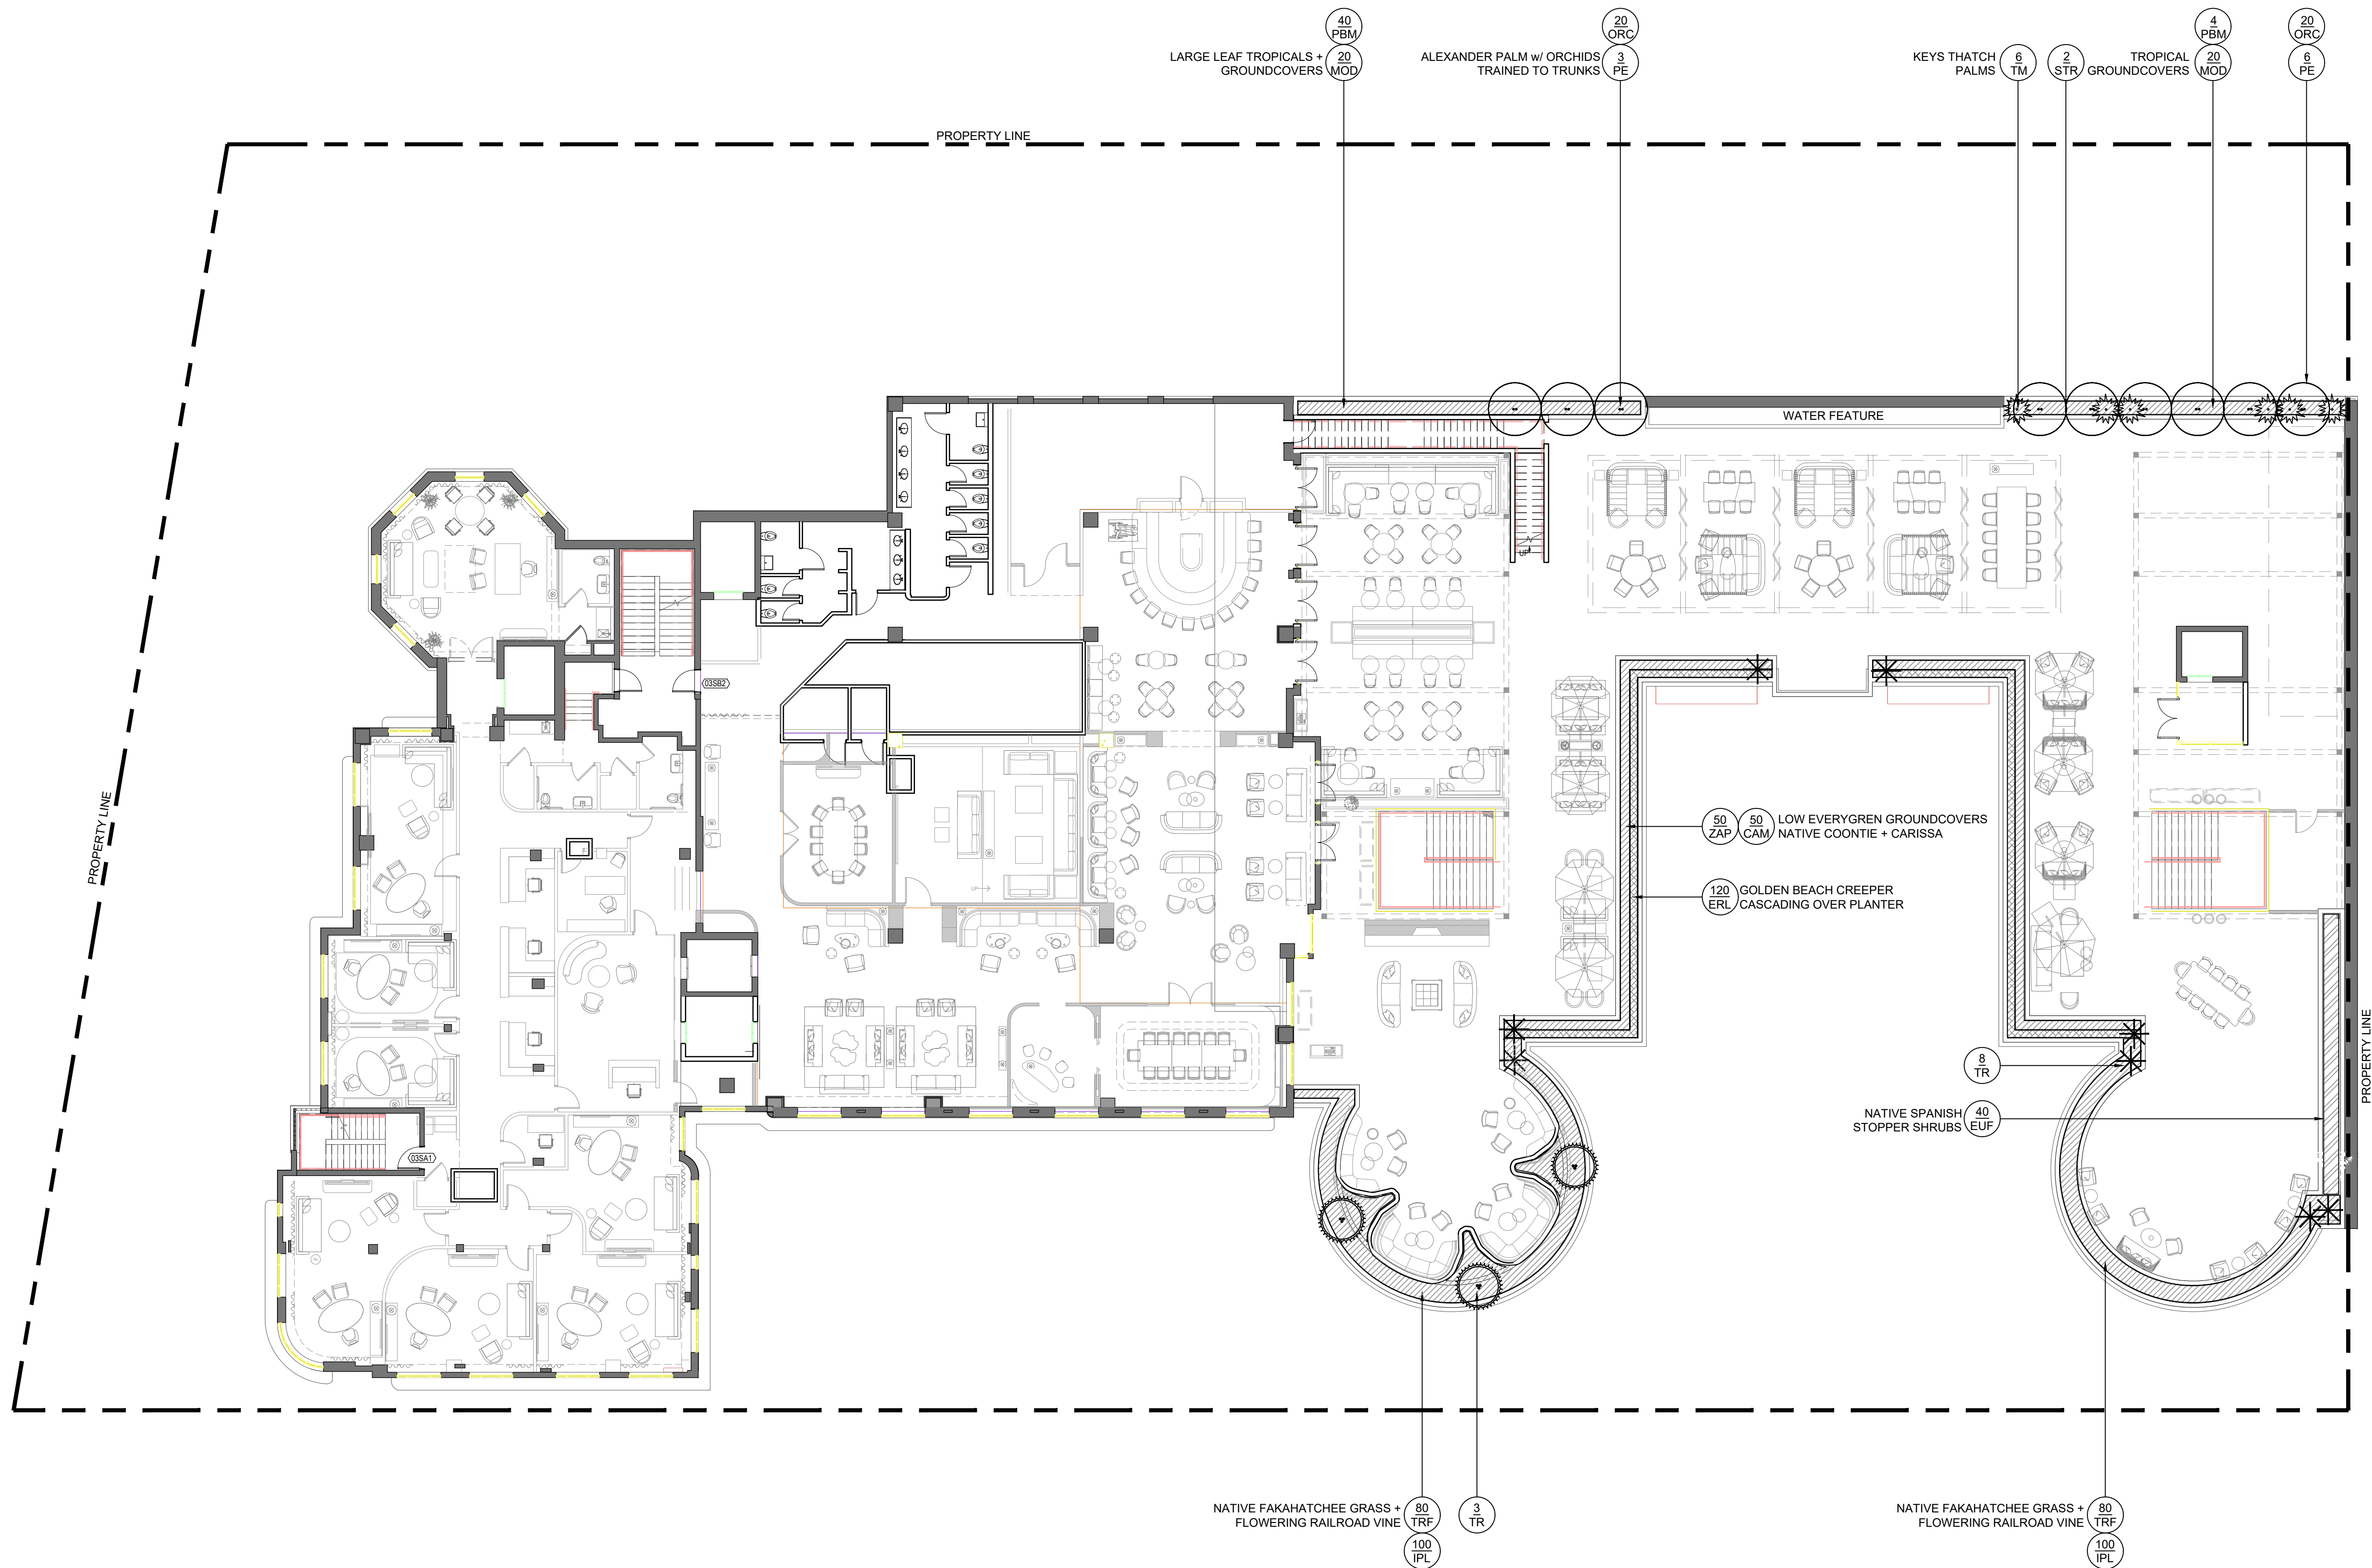 40
PBM
LARGE LEAF TROPICALS +
GROUNDCOVERS
20
MOD
20
ORC
ALEXANDER PALM w/ ORCHIDS
TRAINED TO TRUNKS
3
PE
KEYS THATCH
PALMS
6
TM
2
STR
4
PBM
TROPICAL
GROUNDCOVERS
20
MOD
20
ORC
6
PE
PROPERTY LINE
WATER FEATURE
UP
03SB2
PROPERTY LINE
50
ZAP
50
CAM
LOW EVERYGREN GROUNDCOVERS
NATIVE COONTIE + CARISSA
120
ERL
GOLDEN BEACH CREEPER
CASCADING OVER PLANTER
PROPERTY LINE
8
TR
NATIVE SPANISH
STOPPER SHRUBS
40
EUF
03SA1
NATIVE FAKAHATCHEE GRASS +
FLOWERING RAILROAD VINE
80
TRF
100
IPL
3
TR
NATIVE FAKAHATCHEE GRASS +
FLOWERING RAILROAD VINE
80
TRF
100
IPL